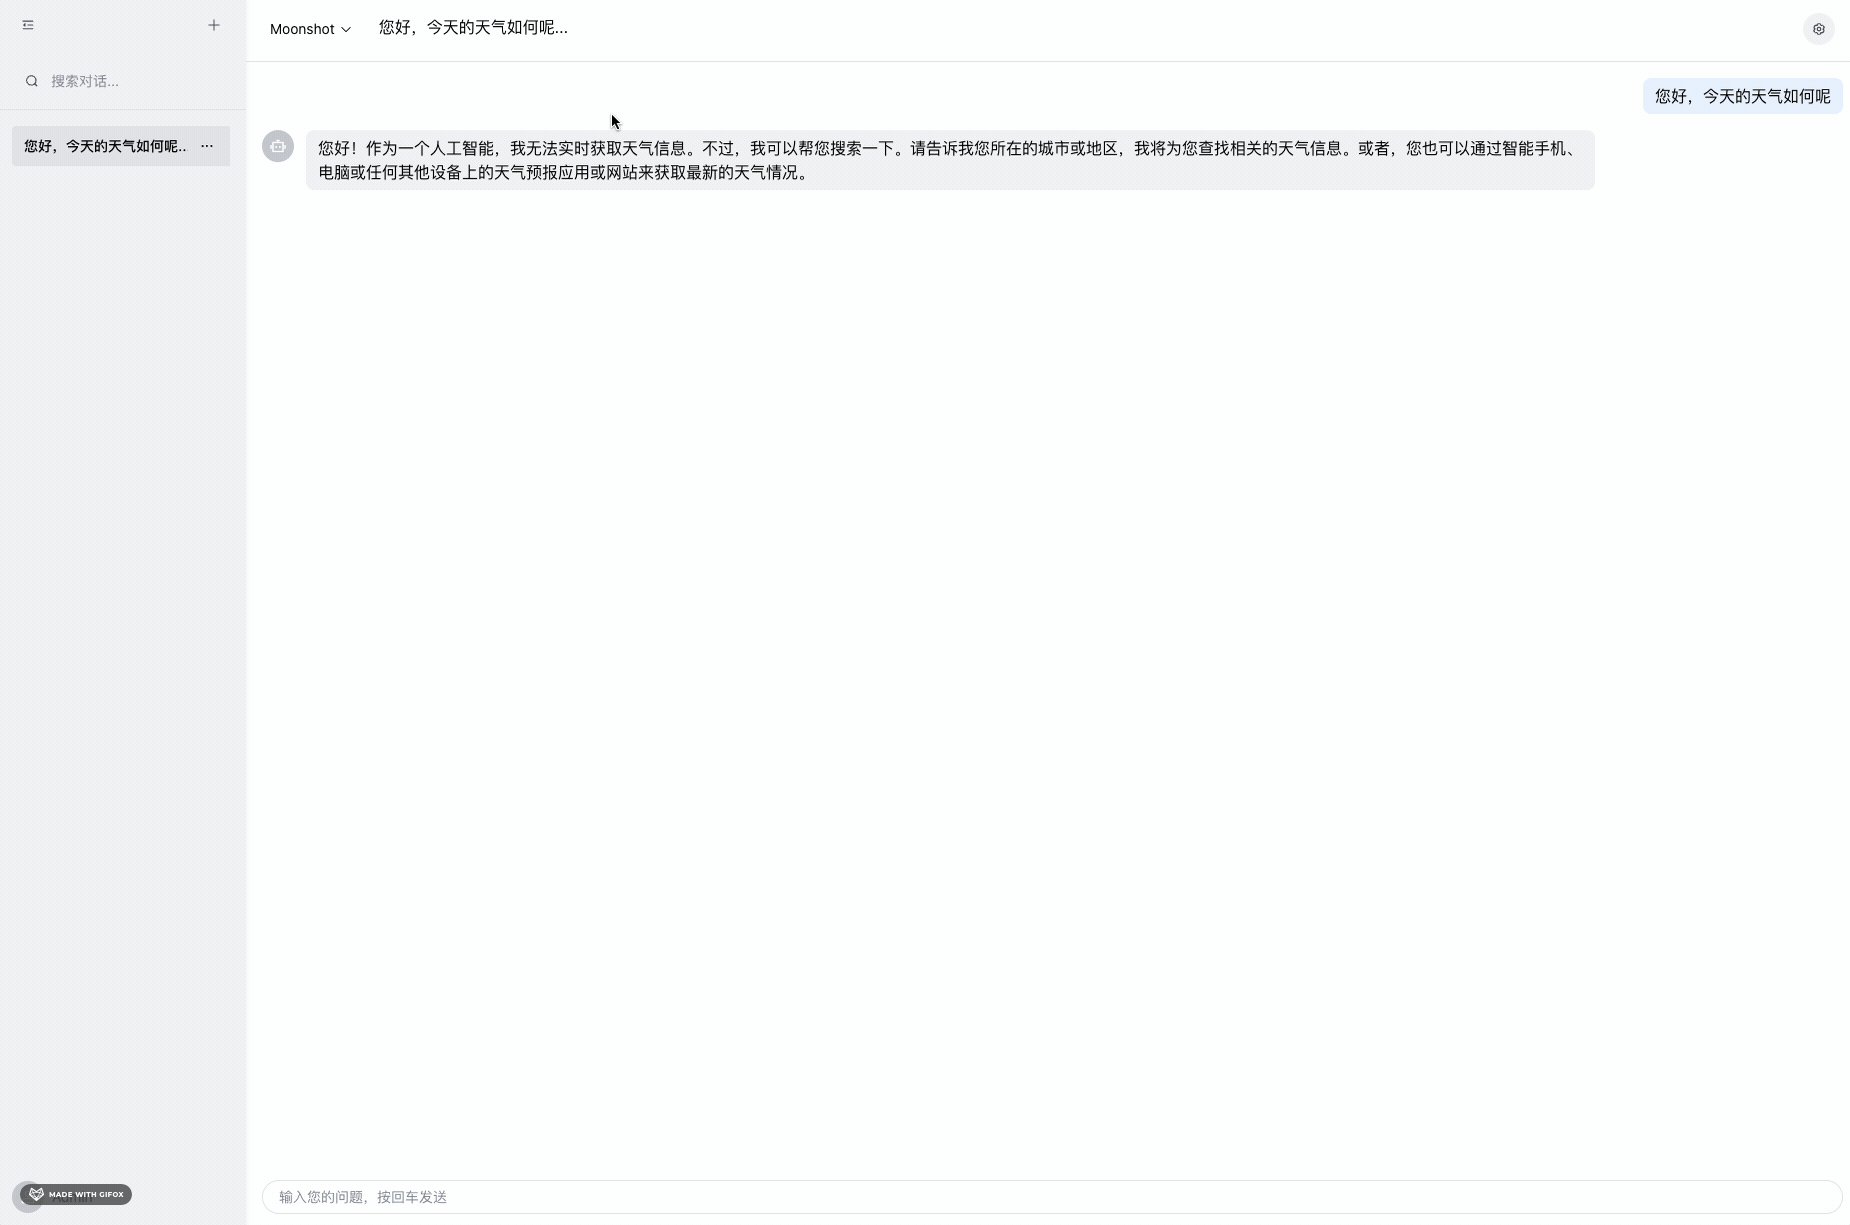 Moonshot
您好，今天的天气如何呢...
搜索对话...
您好，今天的天气如何呢..
您好，今天的天气如何呢
您好！作为一个人工智能，我无法实时获取天气信息。不过，我可以帮您搜索一下。请告诉我您所在的城市或地区，我将为您查找相关的天气信息。或者，您也可以通过智能手机、
电脑或任何其他设备上的天气预报应用或网站来获取最新的天气情况。
MADE WITH GIFOX
输入您的问题，按回车发送